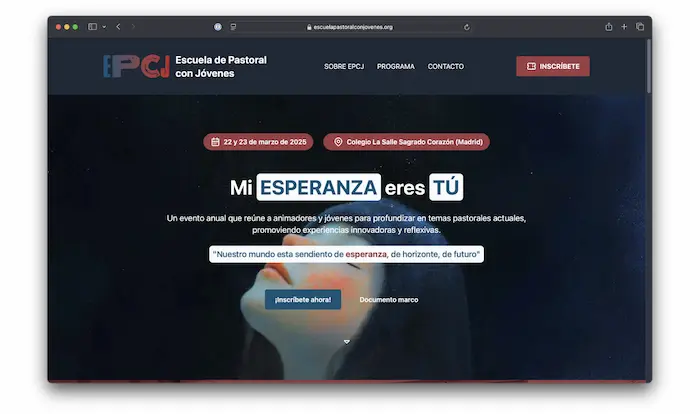 escuelapastoralconjovenes.org
EPCJ
Escuela de Pastoral
con Jóvenes
SOBRE EPCJ
PROGRAMA
CONTACTO
INSCRÍBETE
22 y 23 de marzo de 2025
Colegio La Salle Sagrado Corazón (Madrid)
Mi ESPERANZA eres TÚ
Un evento anual que reúne a animadores y jóvenes para profundizar en temas pastorales actuales,
promoviendo experiencias innovadoras y reflexivas.
"Nuestro mundo esta sendiento de esperanza, de horizonte, de futuro"
¡Inscríbete ahora!
Documento marco